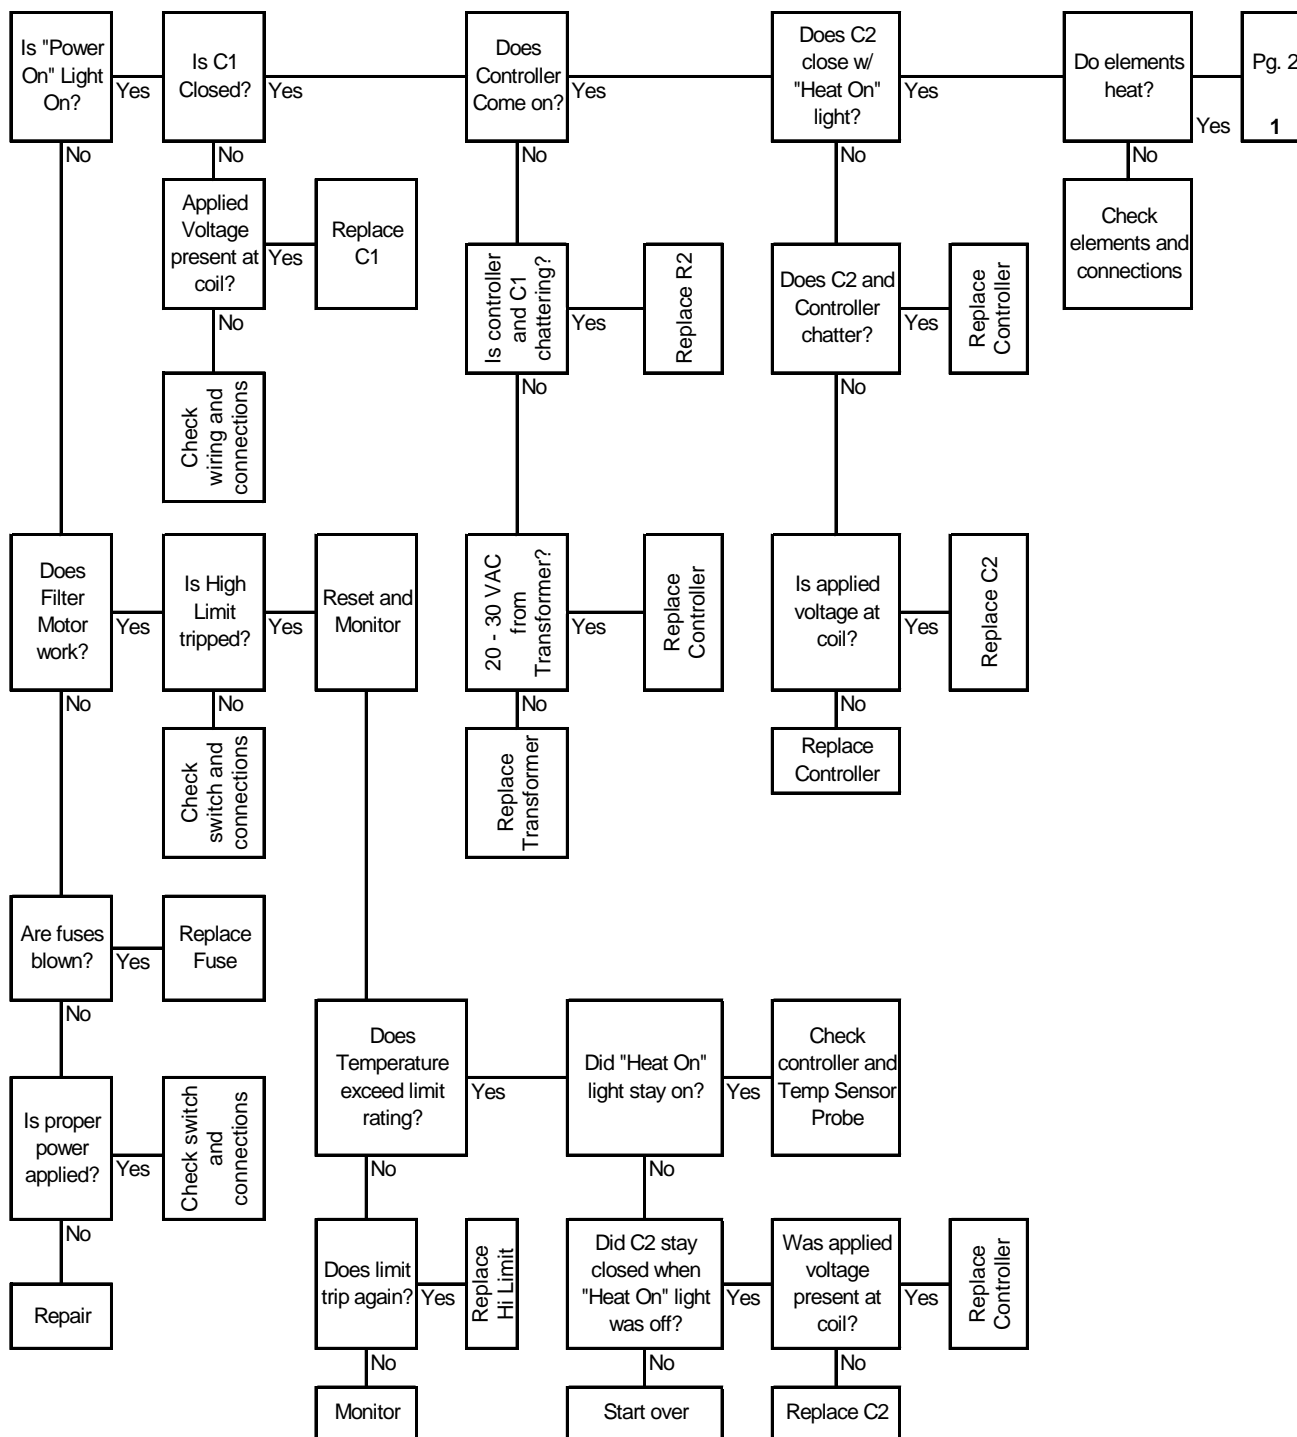 Is "Power
On" Light
On?
Yes
No
Is C1
Closed?
Yes
No
Does
Controller
Come on?
Yes
No
Does C2
close w/
"Heat On"
light?
Yes
No
Do elements
heat?
Yes
No
Pg. 2
1
Applied
Voltage
present at
coil?
Yes
No
Replace
C1
Is controller
and C1
chattering?
Yes
No
Replace R2
Does C2 and
Controller
chatter?
Yes
No
Replace
Controller
Check
elements and
connections
Check
wiring and
connections
Does
Filter
Motor
work?
Yes
No
Is High
Limit
tripped?
Yes
No
Reset and
Monitor
20 - 30 VAC
from
Transformer?
Yes
No
Replace
Controller
Is applied
voltage at
coil?
Yes
No
Replace C2
Check
switch and
connections
Replace
Transformer
Replace
Controller
Are fuses
blown?
Yes
No
Replace
Fuse
Does
Temperature
exceed limit
rating?
Yes
No
Did "Heat On"
light stay on?
Yes
No
Check
controller and
Temp Sensor
Probe
Is proper
power
applied?
Yes
No
Check switch
and
connections
Does limit
trip again?
Yes
No
Replace
Hi Limit
Did C2 stay
closed when
"Heat On" light
was off?
Yes
No
Was applied
voltage
present at
coil?
Yes
No
Replace
Controller
Repair
Monitor
Start over
Replace C2